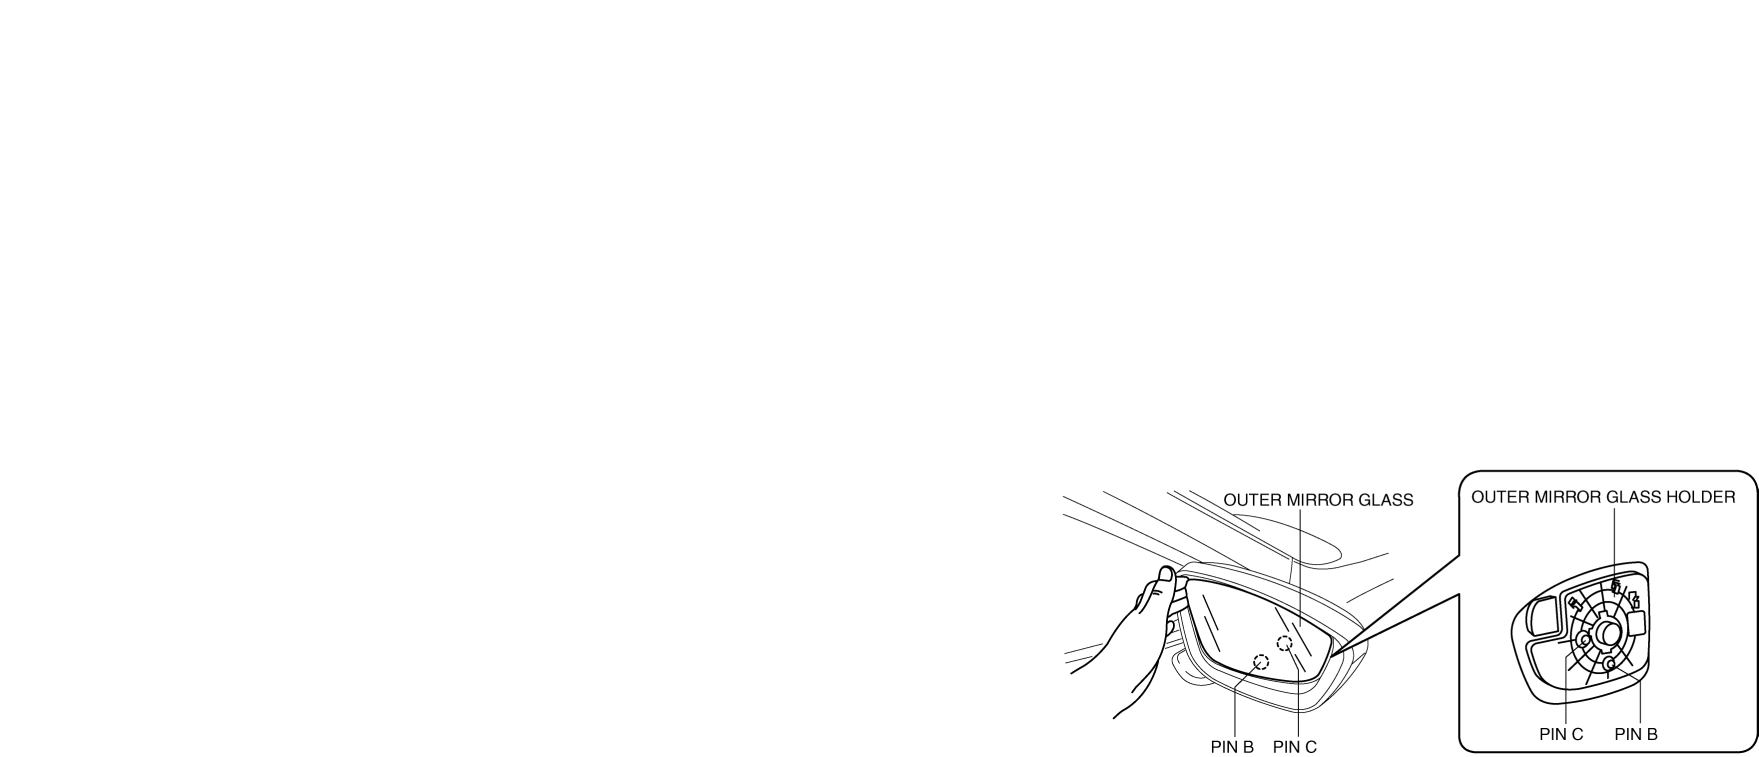 OUTER MIRROR GLASS
PIN B
PIN C
OUTER MIRROR GLASS HOLDER
PIN C
PIN B